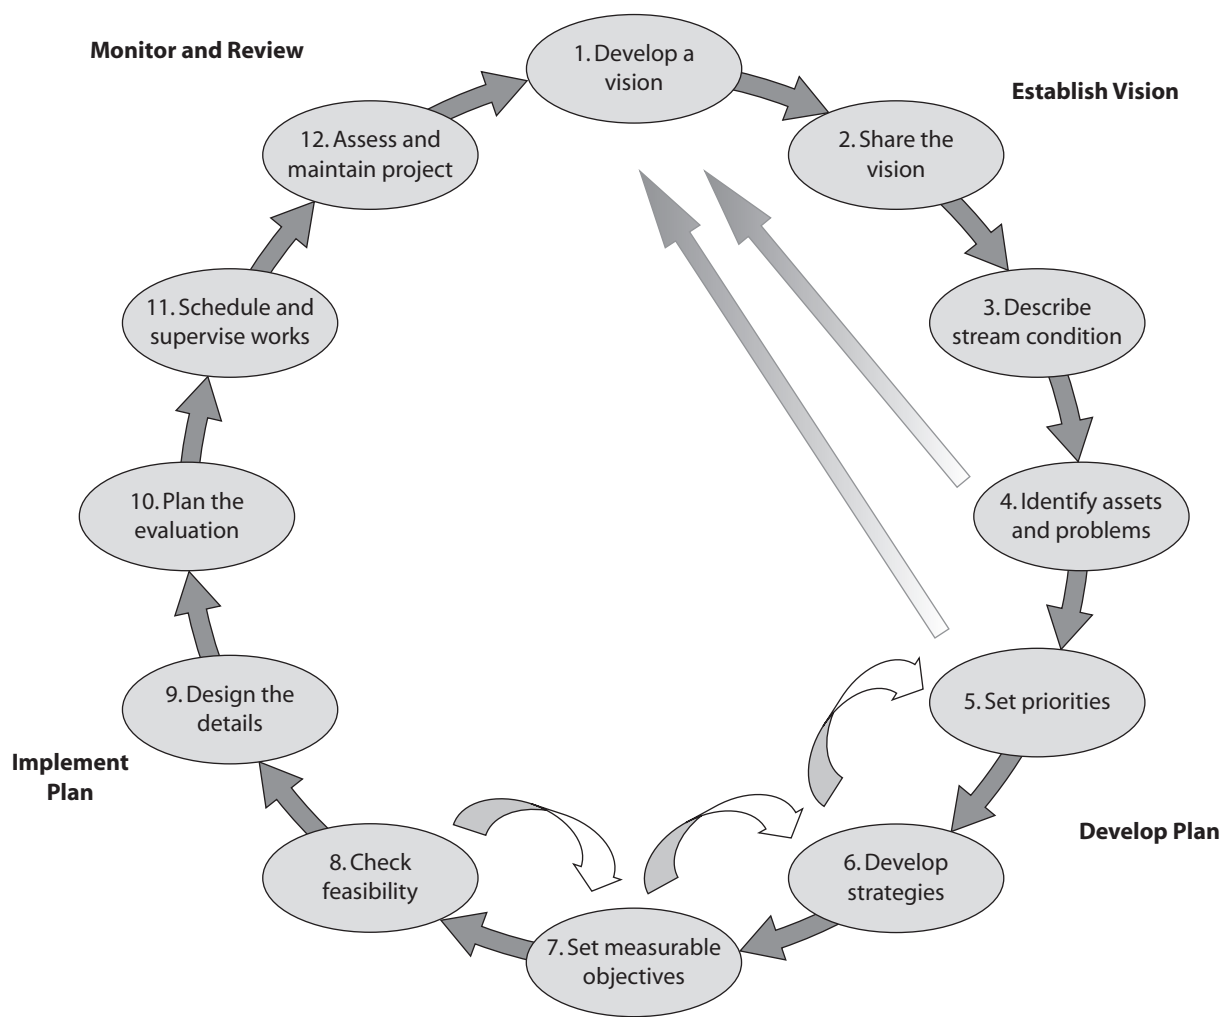 Monitor and Review
1. Develop a
vision
Establish Vision
2. Share the
vision
3. Describe
stream condition
4. Identify assets
and problems
5. Set priorities
Develop Plan
6. Develop
strategies
7. Set measurable
objectives
8. Check
feasibility
Implement
Plan
9. Design the
details
10. Plan the
evaluation
11. Schedule and
supervise works
12. Assess and
maintain project